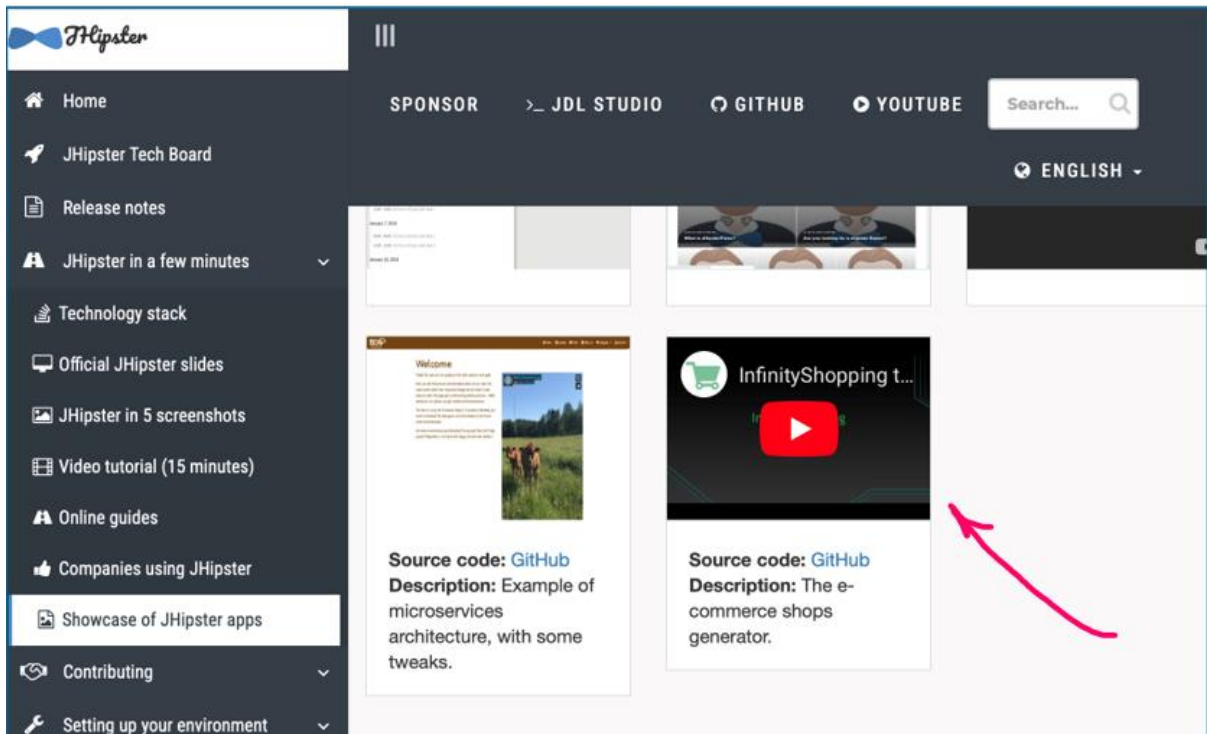 JHipster
Home
JHipster Tech Board
Release notes
JHipster in a few minutes
Technology stack
Official JHipster slides
JHipster in 5 screenshots
Video tutorial (15 minutes)
Online guides
Companies using JHipster
Showcase of JHipster apps
Contributing
Setting up your environment
SPONSOR
>_ JDL STUDIO
GITHUB
YOUTUBE
Search...
ENGLISH
Welcome
Source code: GitHub
Description: Example of
microservices
architecture, with some
tweaks.
InfinityShopping t...
Source code: GitHub
Description: The e-
commerce shops
generator.